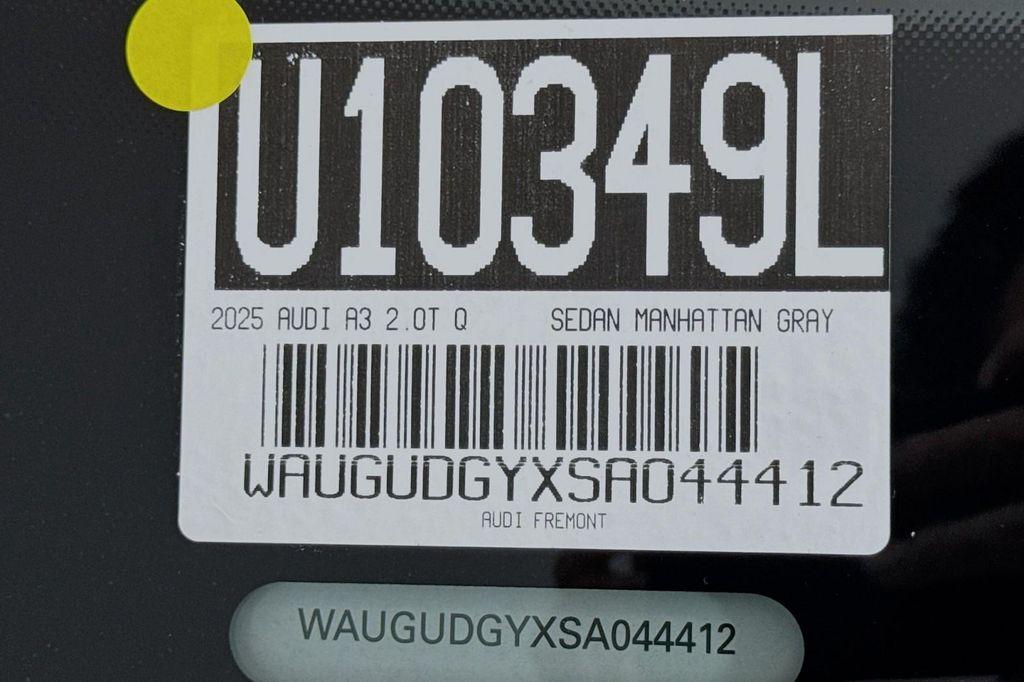 U10349L
2025 AUDI A3 2.0T Q SEDAN MANHATTAN GRAY
WAUGUDGYXSA044412
AUDI FREMONT
WAUGUDGYXSA044412